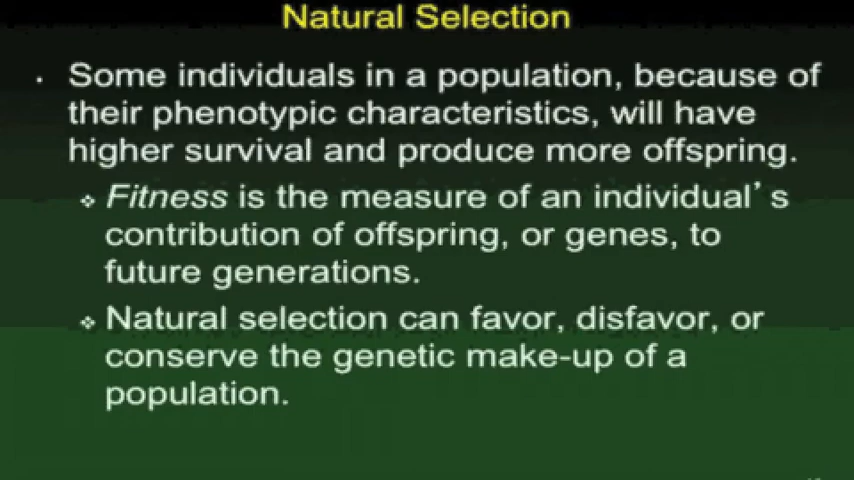 Natural Selection
· Some individuals in a population, because of
their phenotypic characteristics, will have
higher survival and produce more offspring.
❖ Fitness is the measure of an individual’s
contribution of offspring, or genes, to
future generations.
❖ Natural selection can favor, disfavor, or
conserve the genetic make-up of a
population.